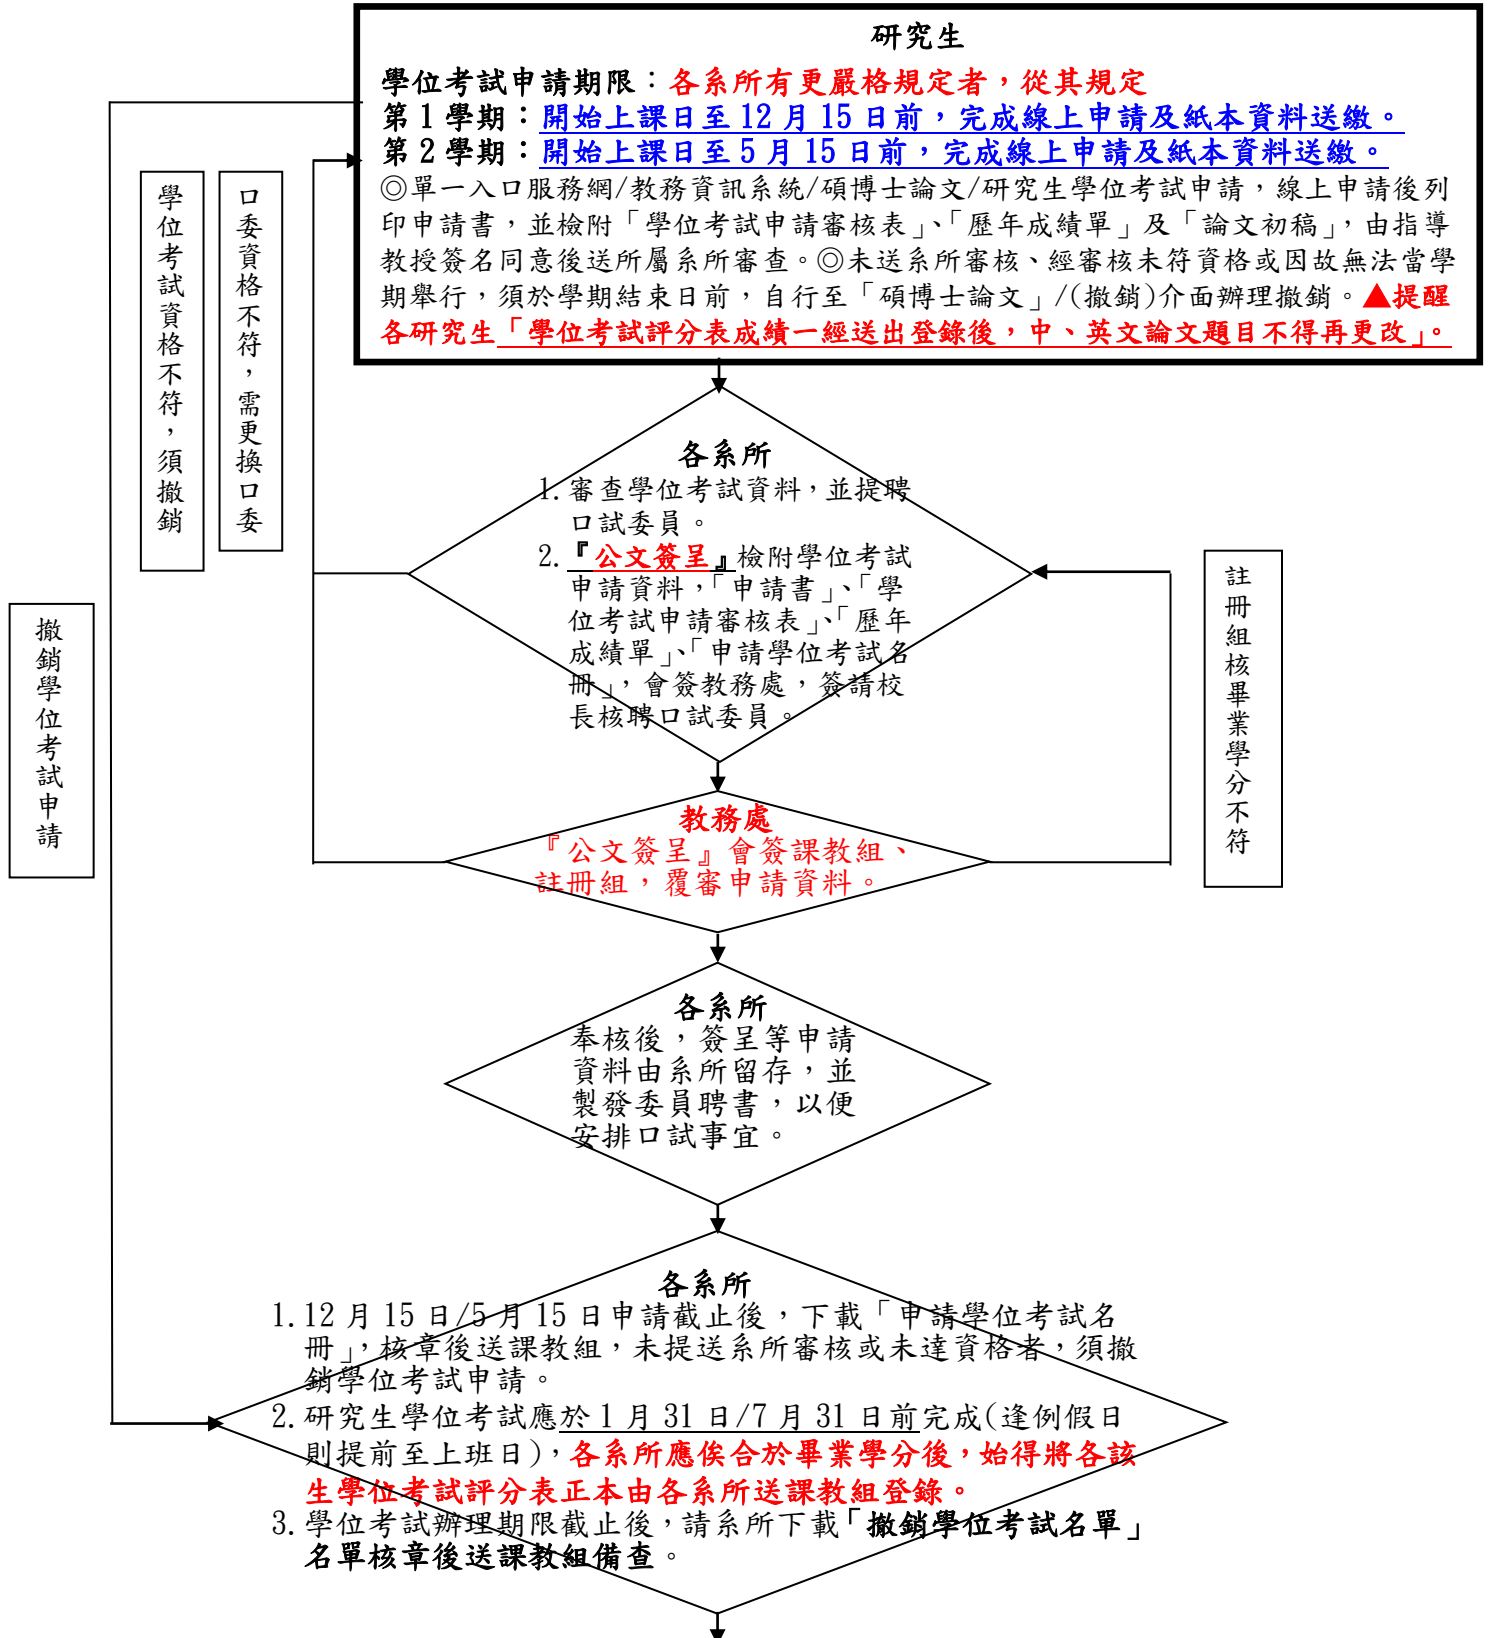 研究生
學位考試申請期限：各系所有更嚴格規定者，從其規定
第1學期：開始上課日至12月15日前，完成線上申請及紙本資料送繳。
第2學期：開始上課日至5月15日前，完成線上申請及紙本資料送繳。
◎單一入口服務網/教務資訊系統/碩博士論文/研究生學位考試申請，線上申請後列
印申請書，並檢附「學位考試申請審核表」、「歷年成績單」及「論文初稿」，由指導
教授簽名同意後送所屬系所審查。◎未送系所審核、經審核未符資格或因故無法當學
期舉行，須於學期結束日前，自行至「碩博士論文」/(撤銷)介面辦理撤銷。▲提醒
各研究生「學位考試評分表成績一經送出登錄後，中、英文論文題目不得再更改」。
學位考試資格不符，須撤銷
口委資格不符，需更換口委
撤銷學位考試申請
各系所
1.審查學位考試資料，並提聘
口試委員。
2.『公文簽呈』檢附學位考試
申請資料，「申請書」、「學
位考試申請審核表」、「歷年
成績單」、「申請學位考試名
冊」，會簽教務處，簽請校
長核聘口試委員。
註冊組核畢業學分不符
教務處
『公文簽呈』會簽課教組、
註冊組，覆審申請資料。
各系所
奉核後，簽呈等申請
資料由系所留存，並
製發委員聘書，以便
安排口試事宜。
各系所
1.12月15日/5月15日申請截止後，下載「申請學位考試名
冊」，核章後送課教組，未提送系所審核或未達資格者，須撤
銷學位考試申請。
2.研究生學位考試應於1月31日/7月31日前完成(逢例假日
則提前至上班日)，各系所應俟合於畢業學分後，始得將各該
生學位考試評分表正本由各系所送課教組登錄。
3.學位考試辦理期限截止後，請系所下載「撤銷學位考試名單」
名單核章後送課教組備查。